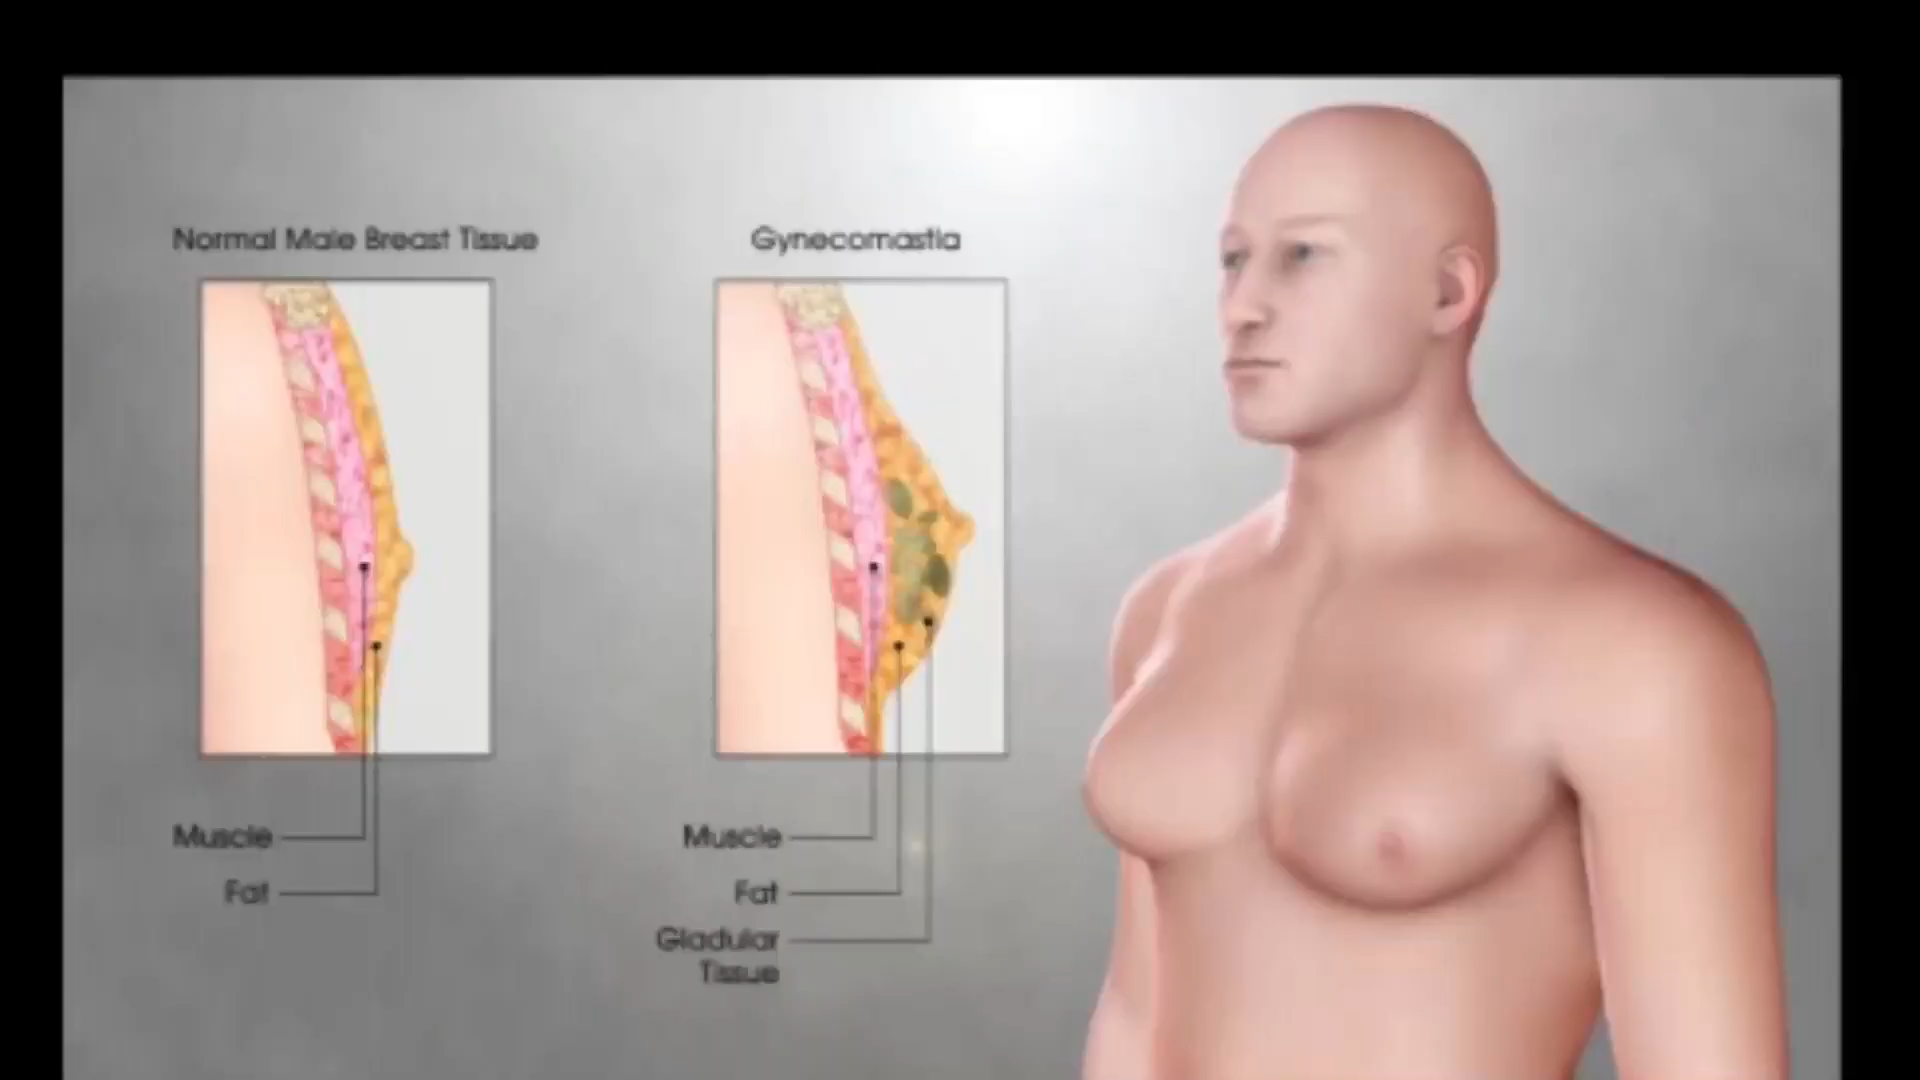 Normal Male Breast Tissue
Gynecomastia
Muscle
Fat
Muscle
Fat
Gladular
Tissue